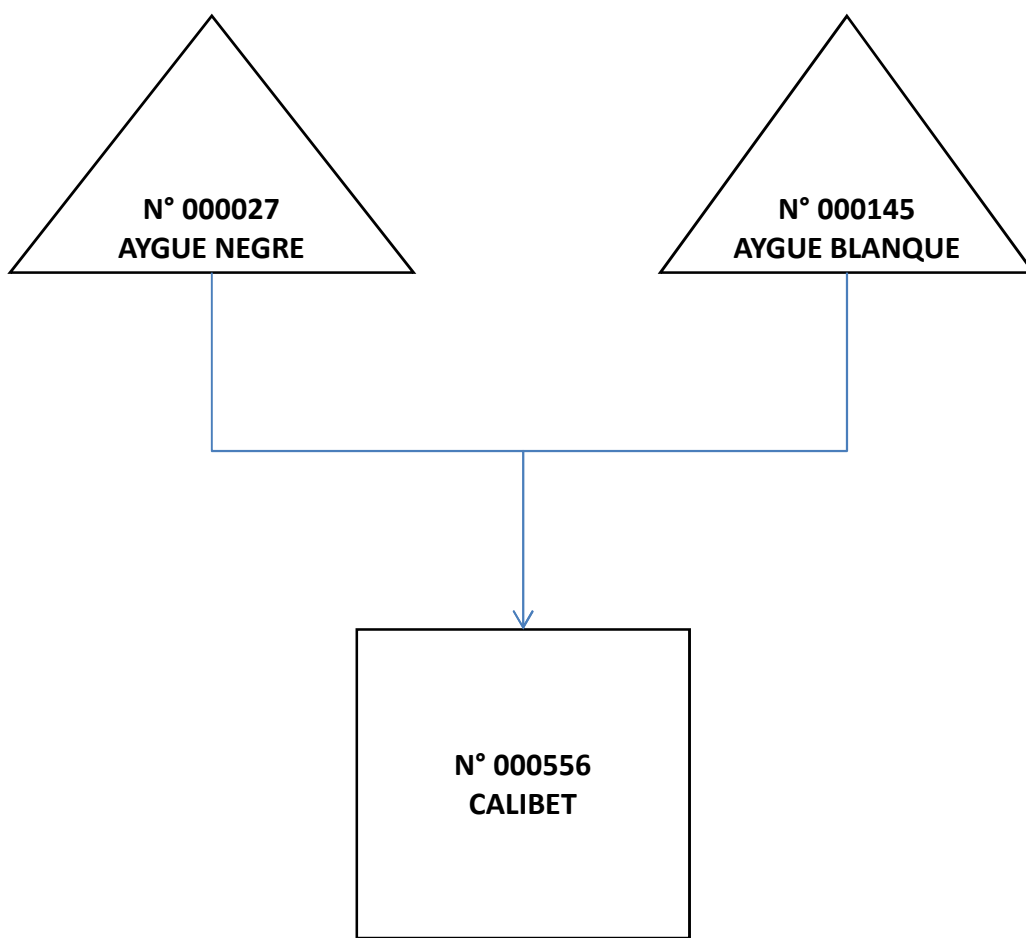 N° 000027
AYGUE NEGRE
N° 000145
AYGUE BLANQUE
N° 000556
CALIBET